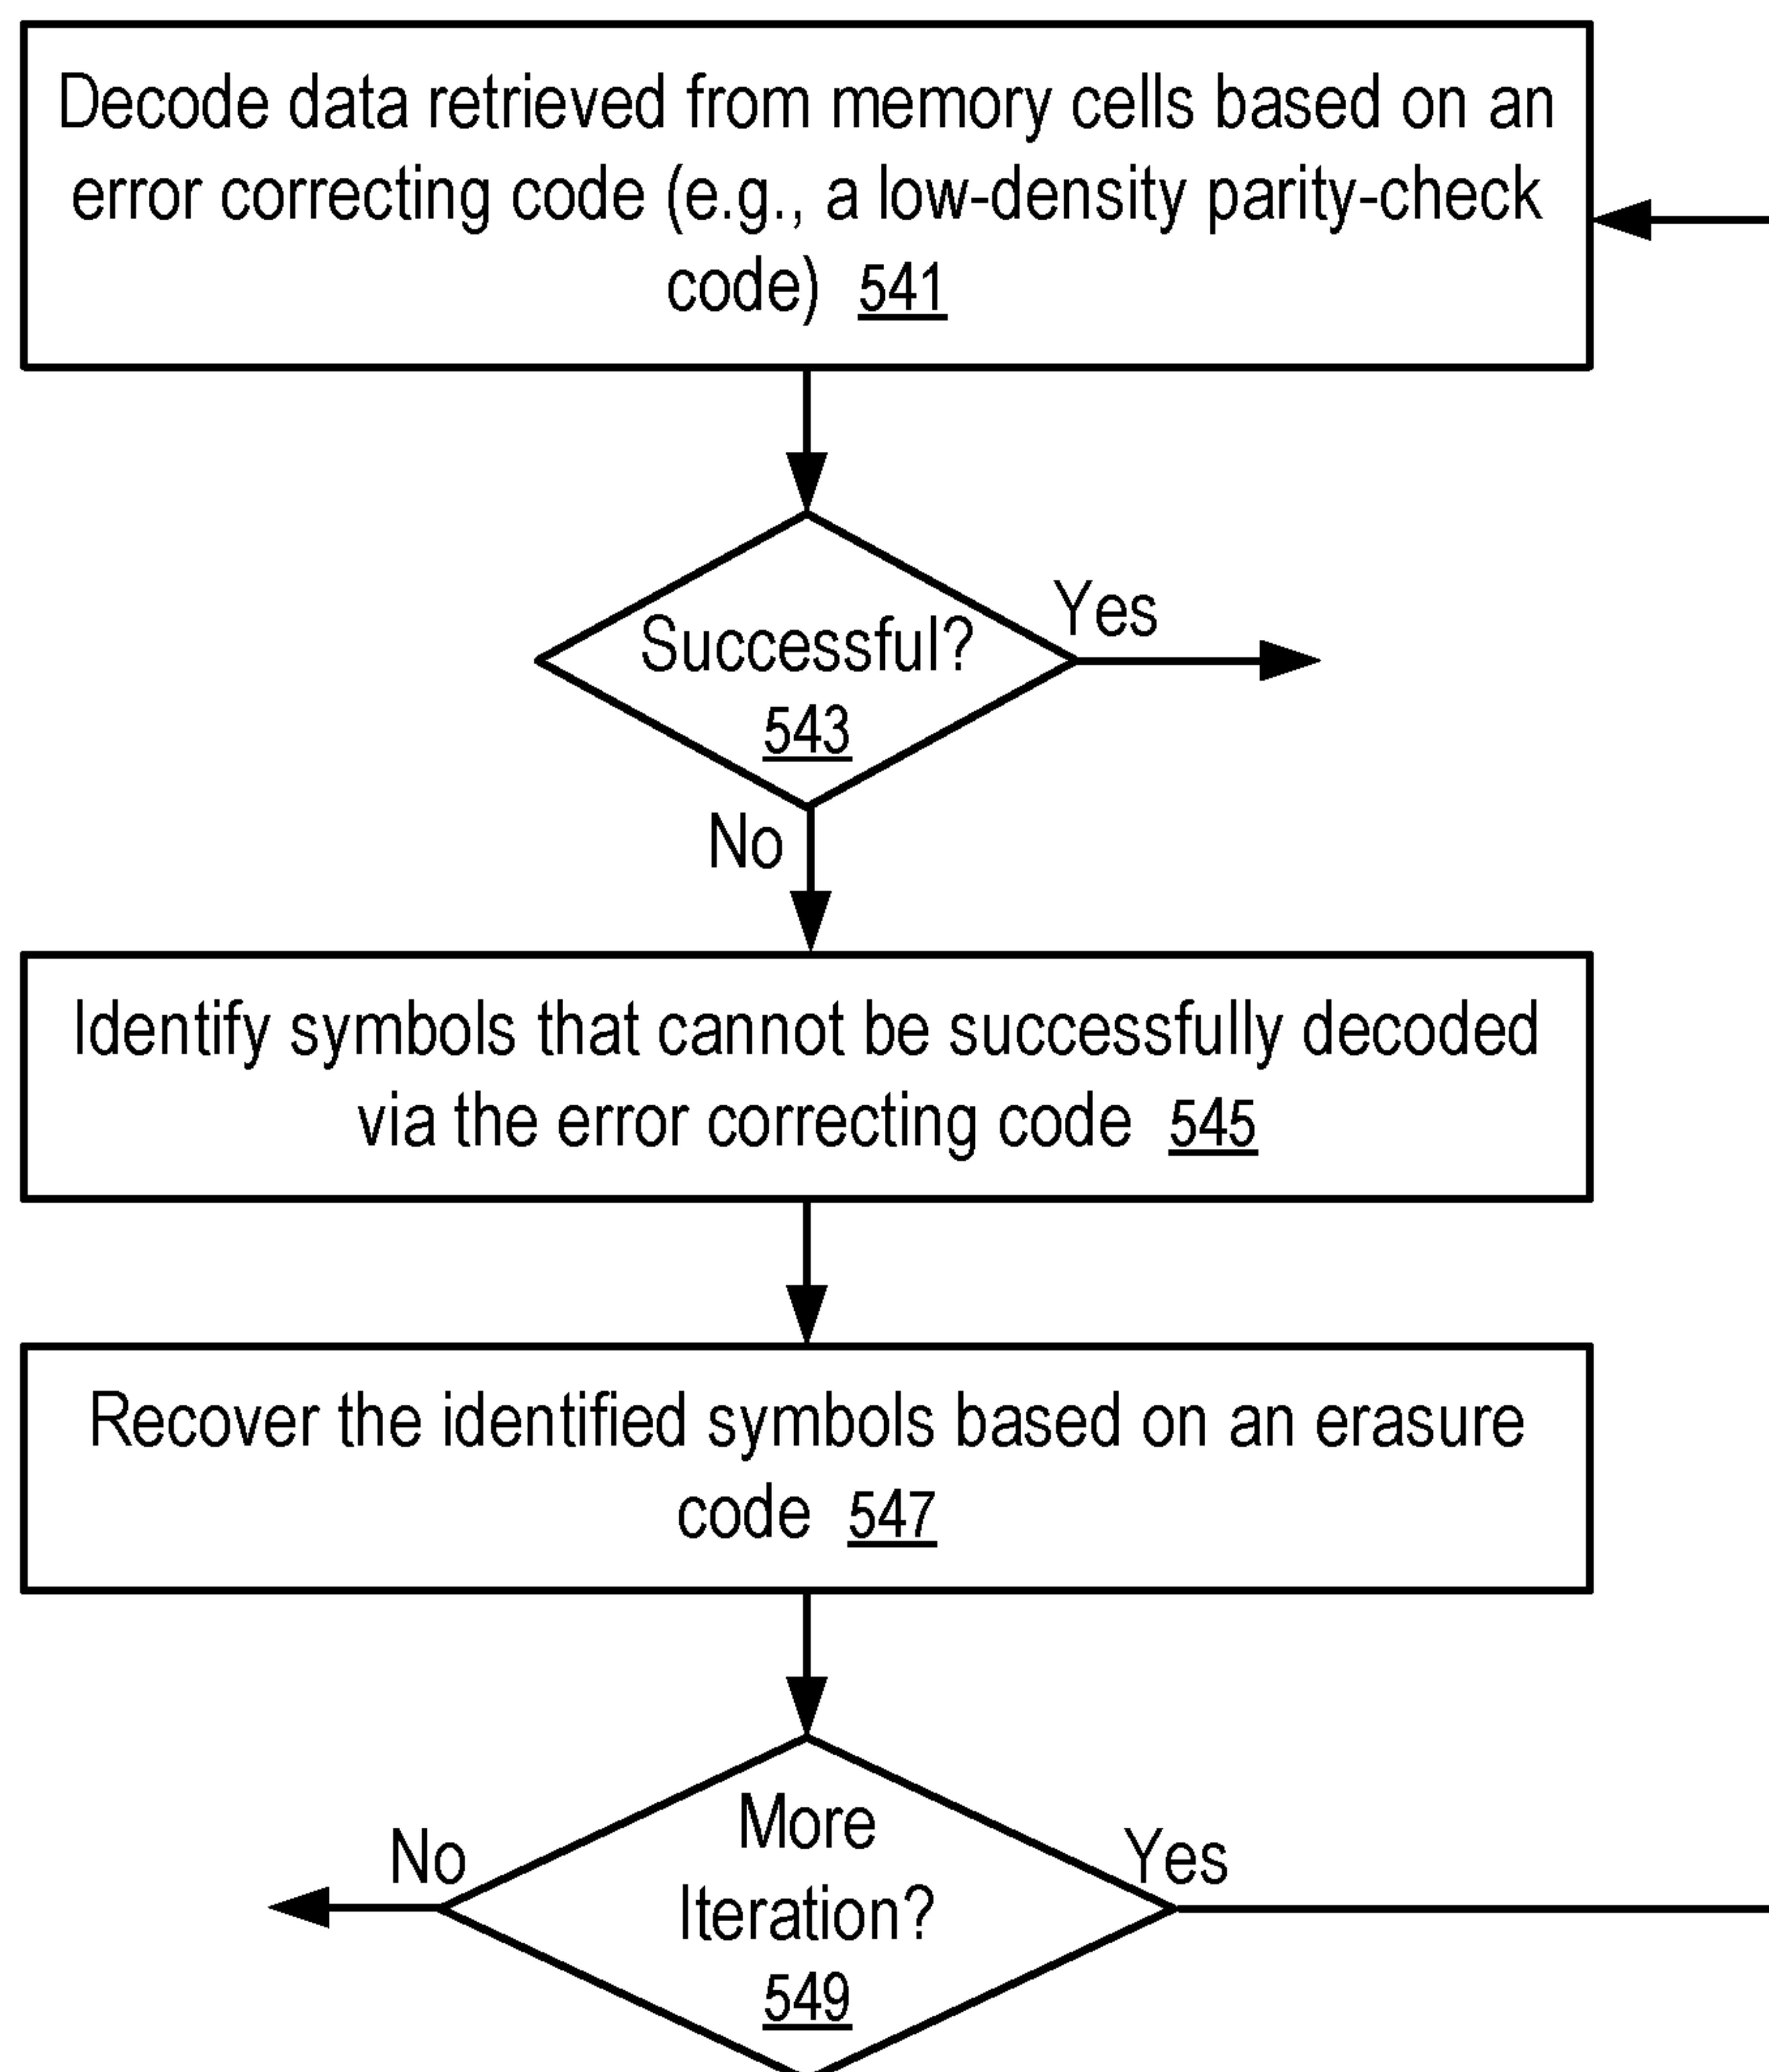 Decode data retrieved from memory cells based on an
error correcting code (e.g., a low-density parity-check
code) 541
Successful?
543
Yes
No
Identify symbols that cannot be successfully decoded
via the error correcting code 545
Recover the identified symbols based on an erasure
code 547
More
Iteration?
549
No
Yes